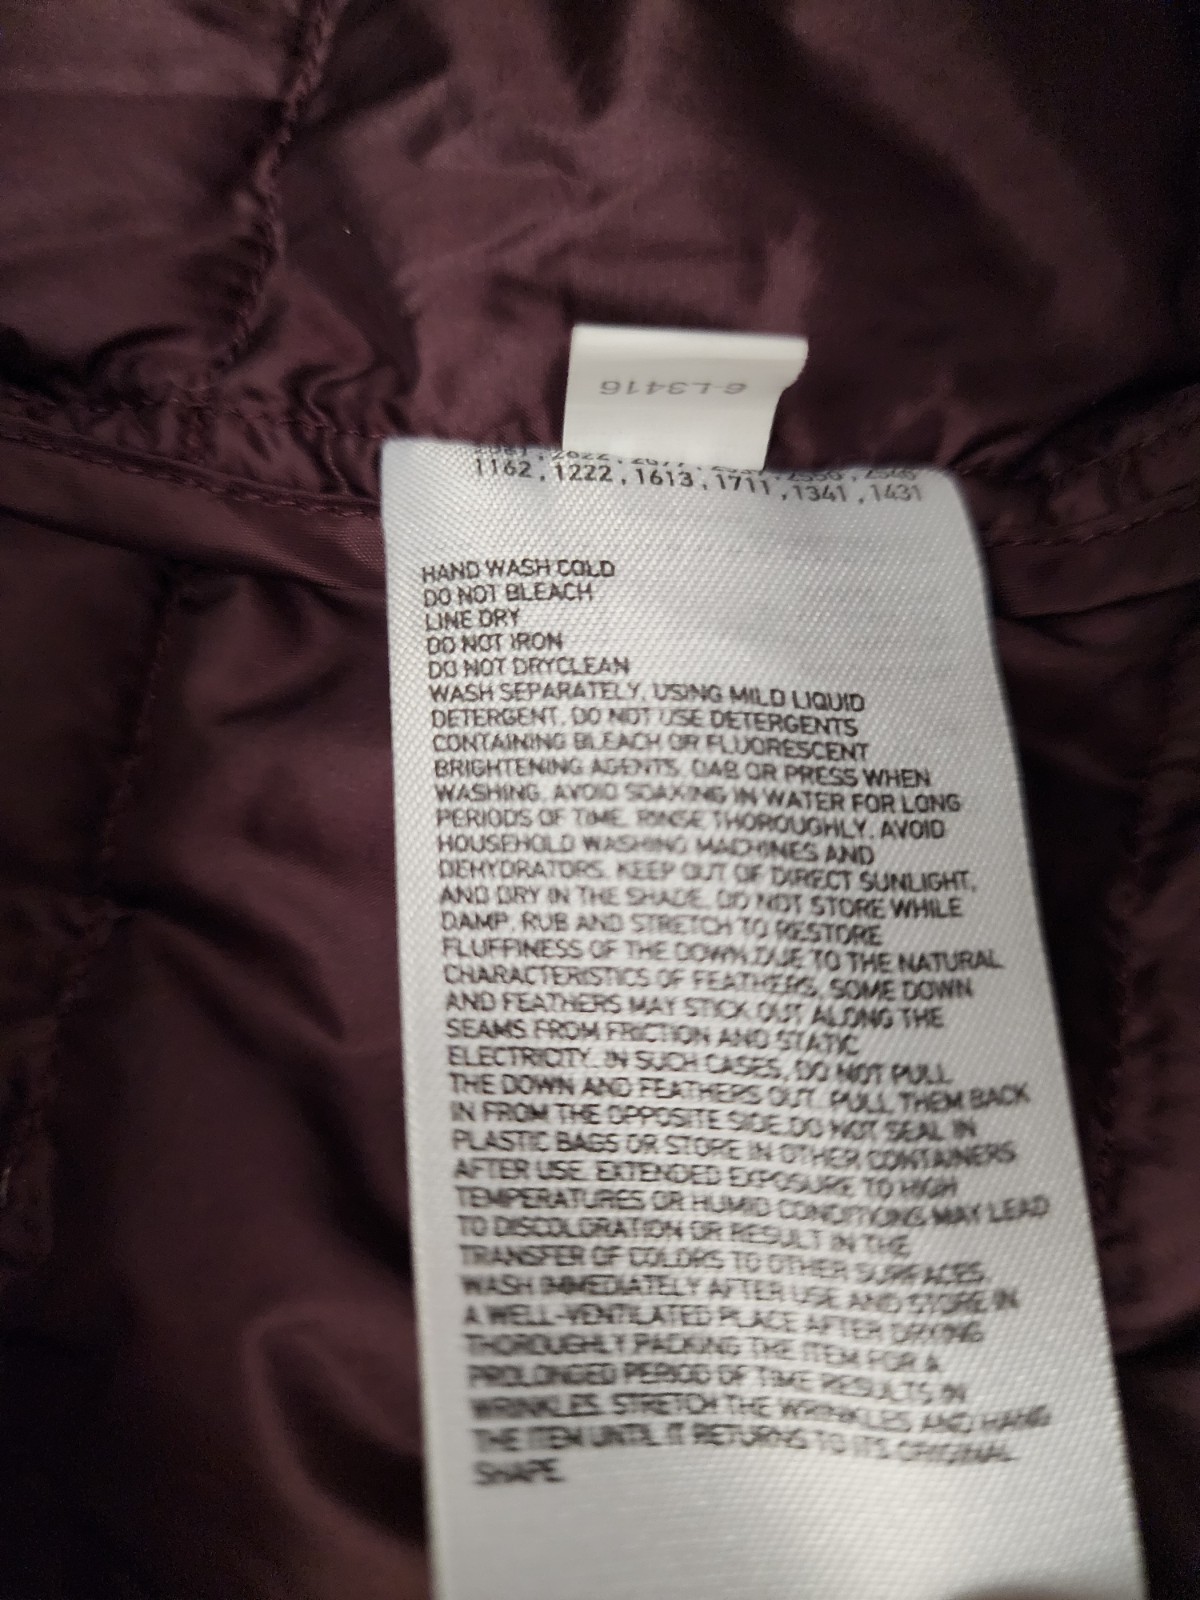 6-L3416
1162,1222,1613,1711,1341,1431
HAND WASH COLD
DO NOT BLEACH
LINE DRY
DO NOT IRON
DO NOT DRYCLEAN
WASH SEPARATELY, USING MILD LIQUID
DETERGENT. DO NOT USE DETERGENTS
CONTAINING BLEACH OR FLUORESCENT
BRIGHTENING AGENTS. DAB OR PRESS WHEN
WASHING. AVOID SOAKING IN WATER FOR LONG
PERIODS OF TIME. RINSE THOROUGHLY. AVOID
HOUSEHOLD WASHING MACHINES AND
DEHYDRATORS. KEEP OUT OF DIRECT SUNLIGHT,
AND DRY IN THE SHADE. DO NOT STORE WHILE
DAMP. RUB AND STRETCH TO RESTORE
FLUFFINESS OF THE DOWN.DUE TO THE NATURAL
CHARACTERISTICS OF FEATHERS, SOME DOWN
AND FEATHERS MAY STICK OUT ALONG THE
SEAMS FROM FRICTION AND STATIC
ELECTRICITY. IN SUCH CASES, DO NOT PULL
THE DOWN AND FEATHERS OUT. PULL THEM BACK
IN FROM THE OPPOSITE SIDE.DO NOT SEAL IN
PLASTIC BAGS OR STORE IN OTHER CONTAINERS
AFTER USE. EXTENDED EXPOSURE TO HIGH
TEMPERATURES OR HUMID CONDITIONS MAY LEAD
TO DISCOLORATION OR RESULT IN THE
TRANSFER OF COLORS TO OTHER SURFACES.
WASH IMMEDIATELY AFTER USE AND STORE IN
A WELL-VENTILATED PLACE AFTER DRYING
THOROUGHLY.PACKING THE ITEM FOR A
PROLONGED PERIOD OF TIME RESULTS IN
WRINKLES. STRETCH THE WRINKLES AND HANG
THE ITEM UNTIL IT RETURNS TO ITS ORIGINAL
SHAPE